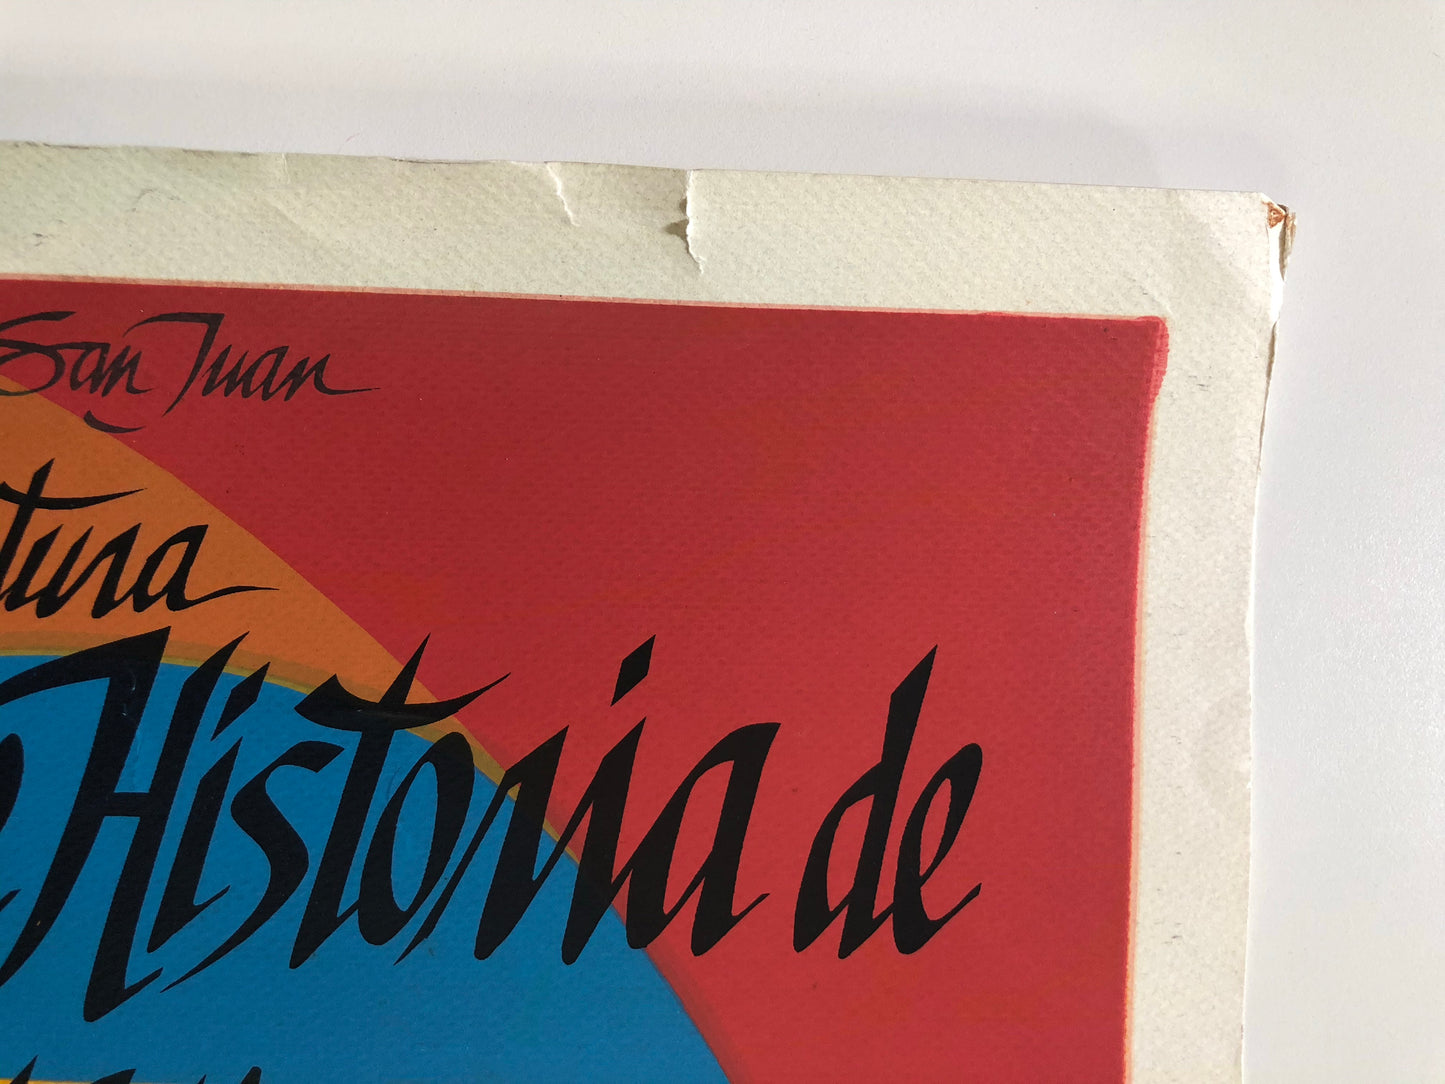 San Juan
tura
Historia de